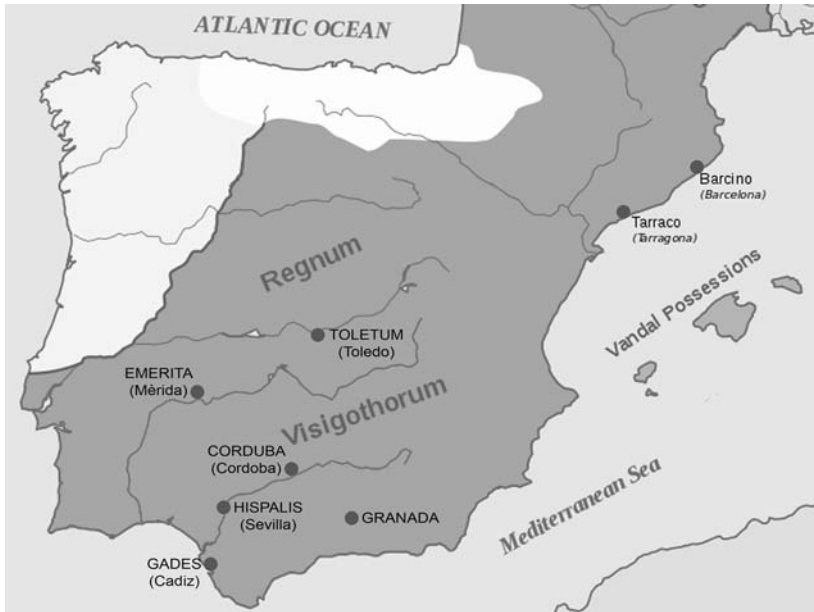 ATLANTIC OCEAN
Barcino
(Barcelona)
Tarraco
(Tarragona)
Regnum
Vandal Possessions
TOLETUM
(Toledo)
EMERITA
(Mèrida)
Visigothorum
CORDUBA
(Cordoba)
HISPALIS
(Sevilla)
GRANADA
Mediterranean Sea
GADES
(Cadiz)